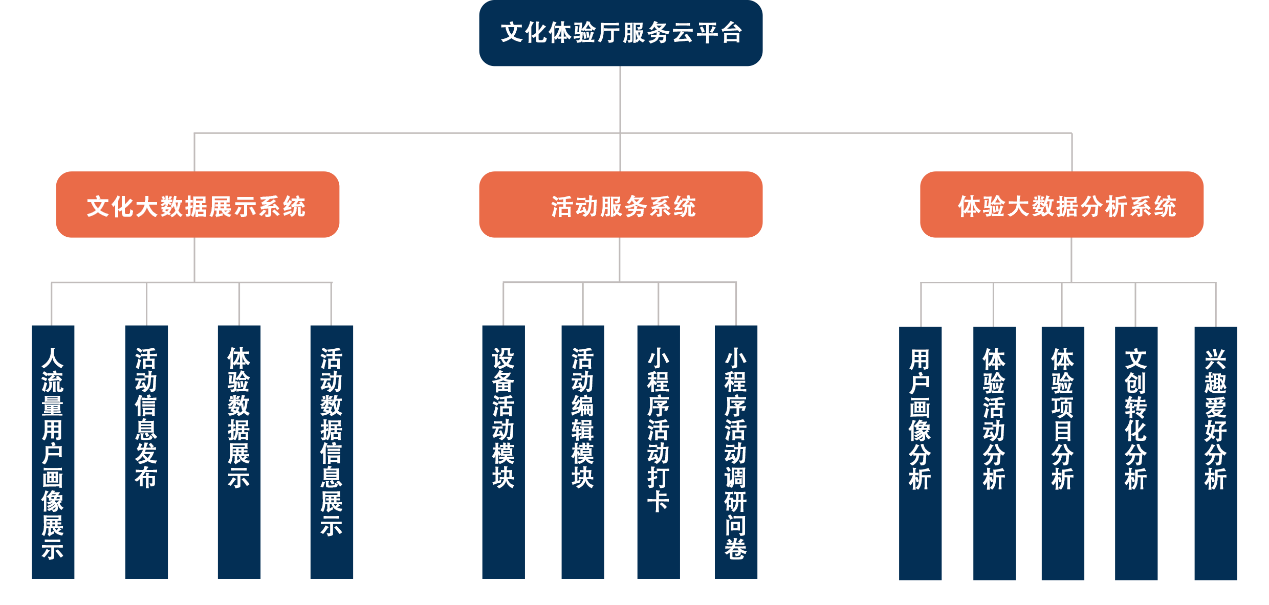 文化体验厅服务云平台
文化大数据展示系统
活动服务系统
体验大数据分析系统
人流量用户画像展示
活动信息发布
体验数据展示
活动数据信息展示
设备活动模块
活动编辑模块
小程序活动打卡
小程序活动调研问卷
用户画像分析
体验活动分析
体验项目分析
文创转化分析
兴趣爱好分析